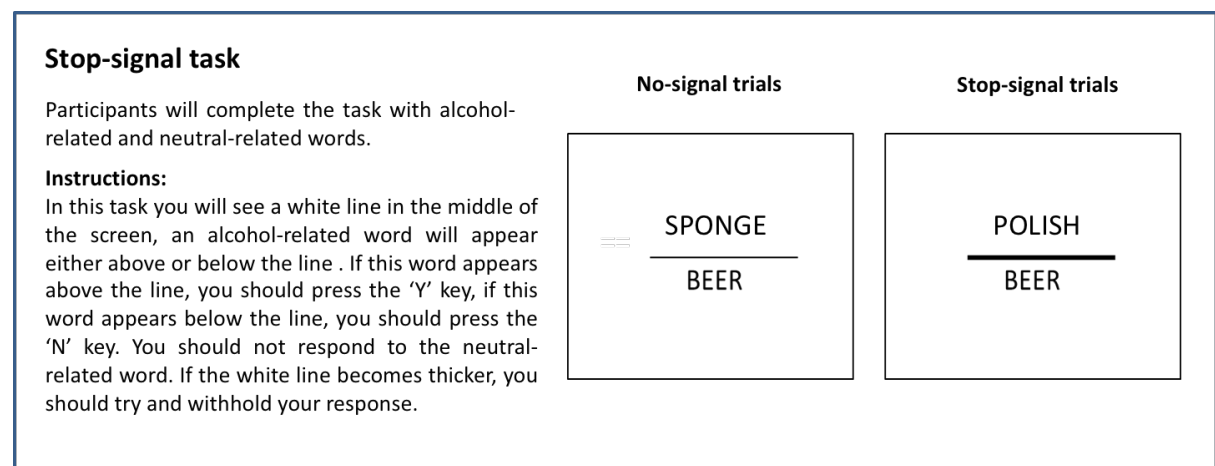 Stop-signal task
Participants will complete the task with alcohol-
related and neutral-related words.
Instructions:
In this task you will see a white line in the middle of
the screen, an alcohol-related word will appear
either above or below the line . If this word appears
above the line, you should press the ‘Y’ key, if this
word appears below the line, you should press the
‘N’ key. You should not respond to the neutral-
related word. If the white line becomes thicker, you
should try and withhold your response.
No-signal trials
SPONGE
BEER
Stop-signal trials
POLISH
BEER